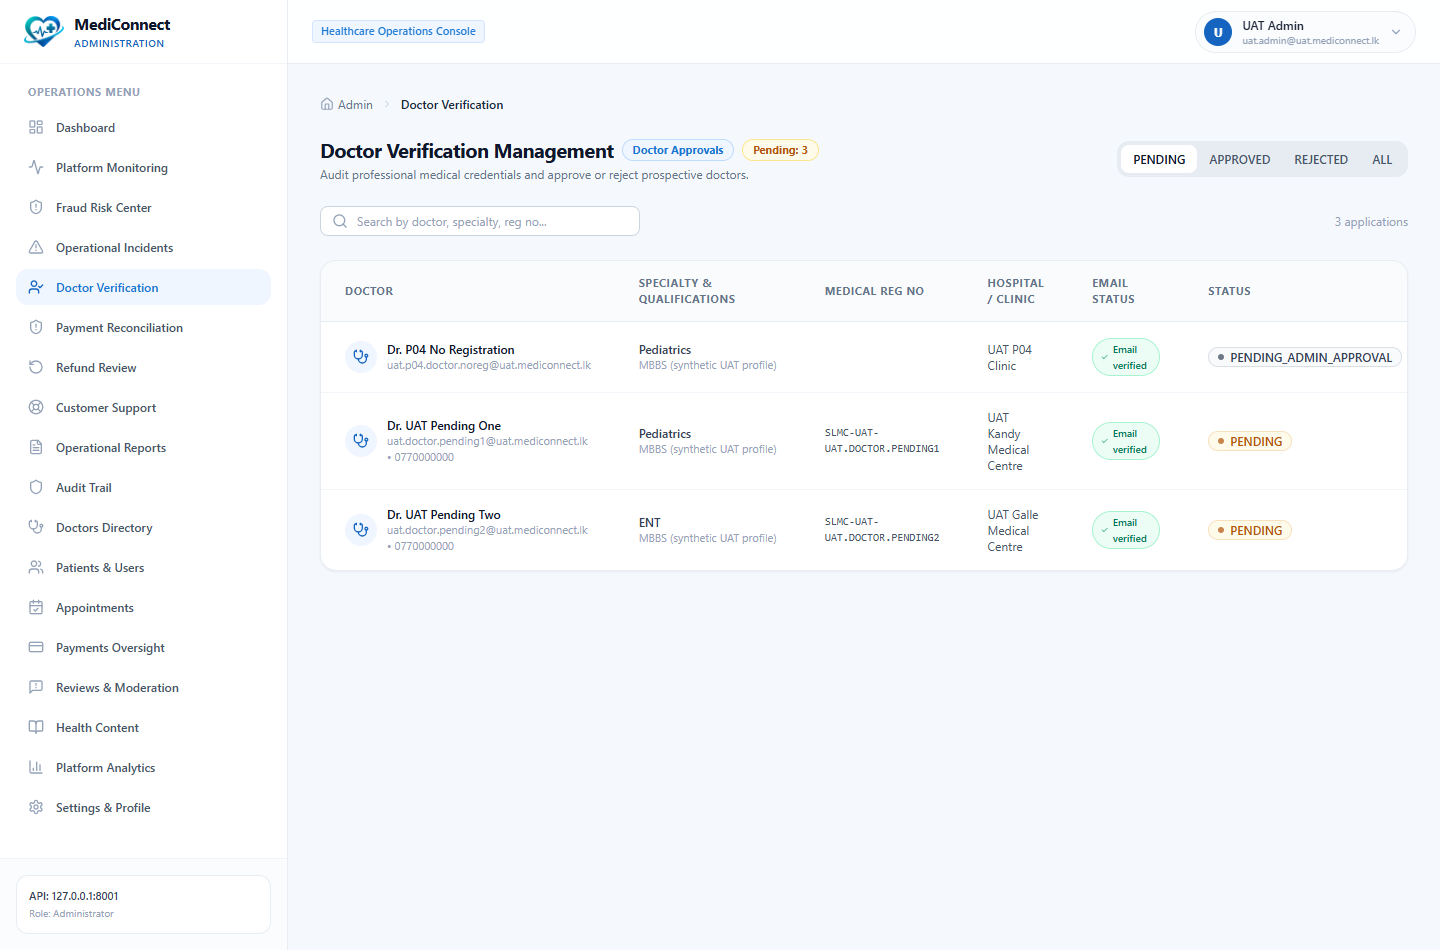 MediConnect
ADMINISTRATION
Healthcare Operations Console
U
UAT Admin
uat.admin@uat.mediconnect.lk
OPERATIONS MENU
Dashboard
Platform Monitoring
Fraud Risk Center
Operational Incidents
Doctor Verification
Payment Reconciliation
Refund Review
Customer Support
Operational Reports
Audit Trail
Doctors Directory
Patients & Users
Appointments
Payments Oversight
Reviews & Moderation
Health Content
Platform Analytics
Settings & Profile
API: 127.0.0.1:8001
Role: Administrator
Admin
Doctor Verification
Doctor Verification Management
Doctor Approvals
Pending: 3
Audit professional medical credentials and approve or reject prospective doctors.
PENDING
APPROVED
REJECTED
ALL
Search by doctor, specialty, reg no...
3 applications
DOCTOR
SPECIALTY &
QUALIFICATIONS
MEDICAL REG NO
HOSPITAL
/ CLINIC
EMAIL
STATUS
STATUS
Dr. P04 No Registration
uat.p04.doctor.noreg@uat.mediconnect.lk
Pediatrics
MBBS (synthetic UAT profile)
UAT P04
Clinic
Email
verified
PENDING_ADMIN_APPROVAL
Dr. UAT Pending One
uat.doctor.pending1@uat.mediconnect.lk
• 0770000000
Pediatrics
MBBS (synthetic UAT profile)
SLMC-UAT-
UAT.DOCTOR.PENDING1
UAT
Kandy
Medical
Centre
Email
verified
PENDING
Dr. UAT Pending Two
uat.doctor.pending2@uat.mediconnect.lk
• 0770000000
ENT
MBBS (synthetic UAT profile)
SLMC-UAT-
UAT.DOCTOR.PENDING2
UAT Galle
Medical
Centre
Email
verified
PENDING